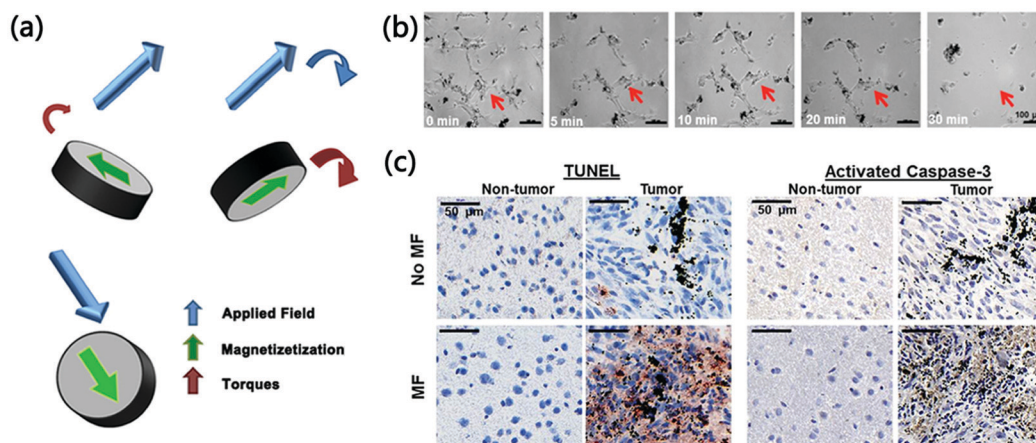 (a)
Applied Field
Magnetizetization
Torques
(b)
0 min
5 min
10 min
20 min
30 min
100 µ
(c)
TUNEL
Activated Caspase-3
Non-tumor
Tumor
Non-tumor
Tumor
50 µm
50 µm
No MF
MF